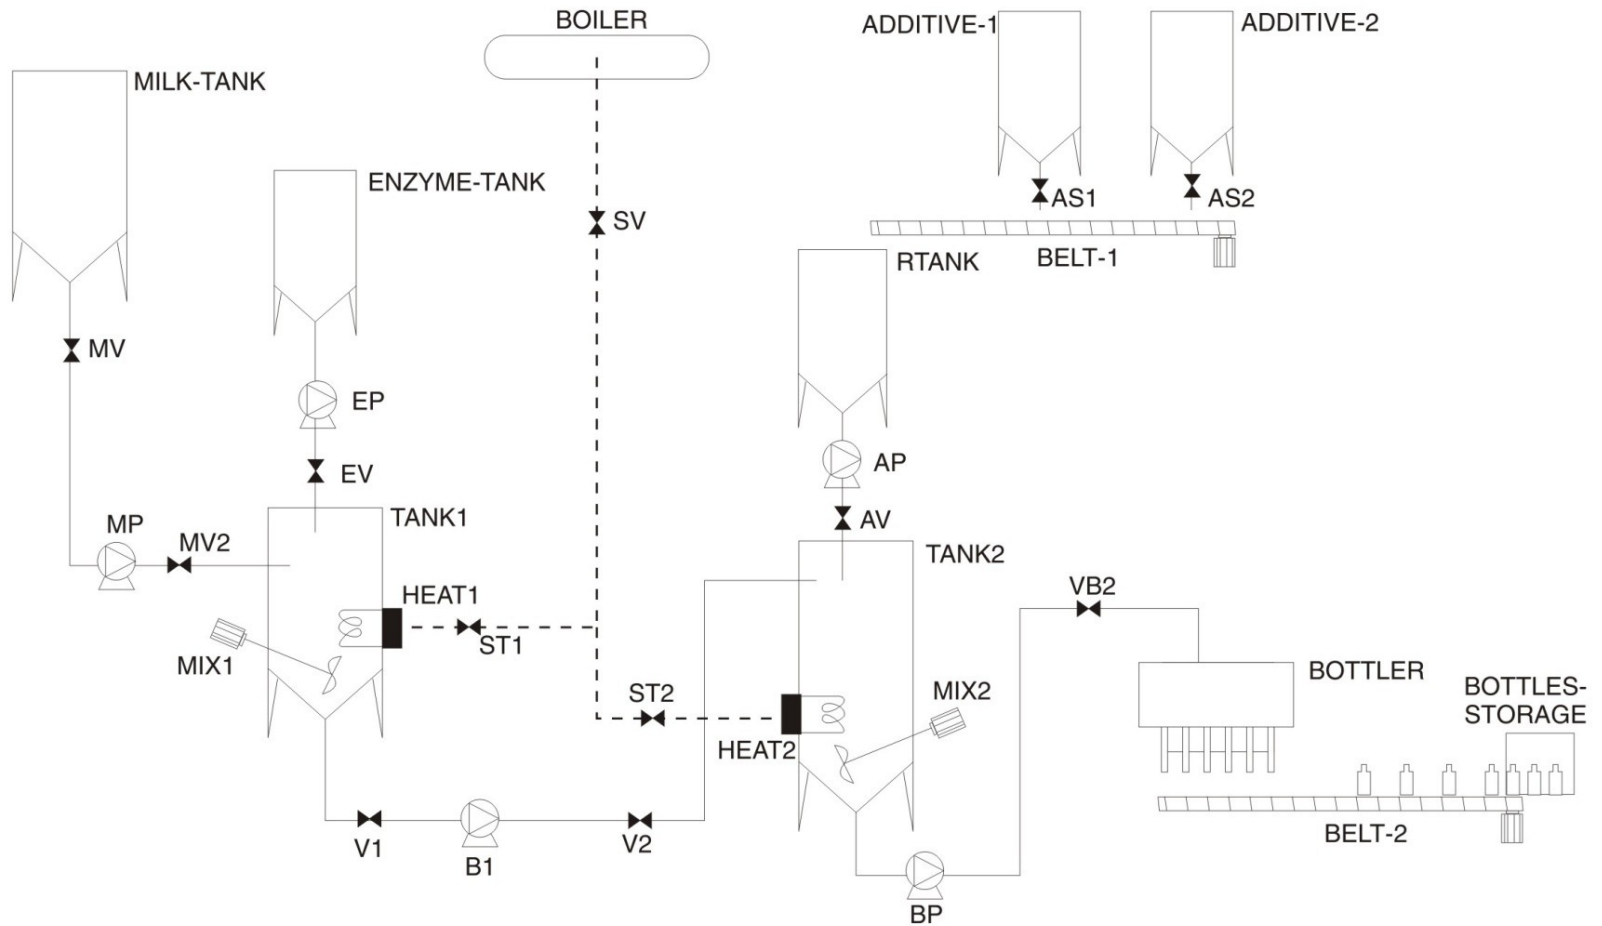 BOILER
ADDITIVE-1
ADDITIVE-2
MILK-TANK
ENZYME-TANK
AS1
AS2
SV
BELT-1
RTANK
MV
EP
AP
EV
TANK1
AV
MP
MV2
TANK2
HEAT1
VB2
ST1
MIX1
BOTTLER
ST2
MIX2
BOTTLES-
STORAGE
HEAT2
BELT-2
V1
V2
B1
BP